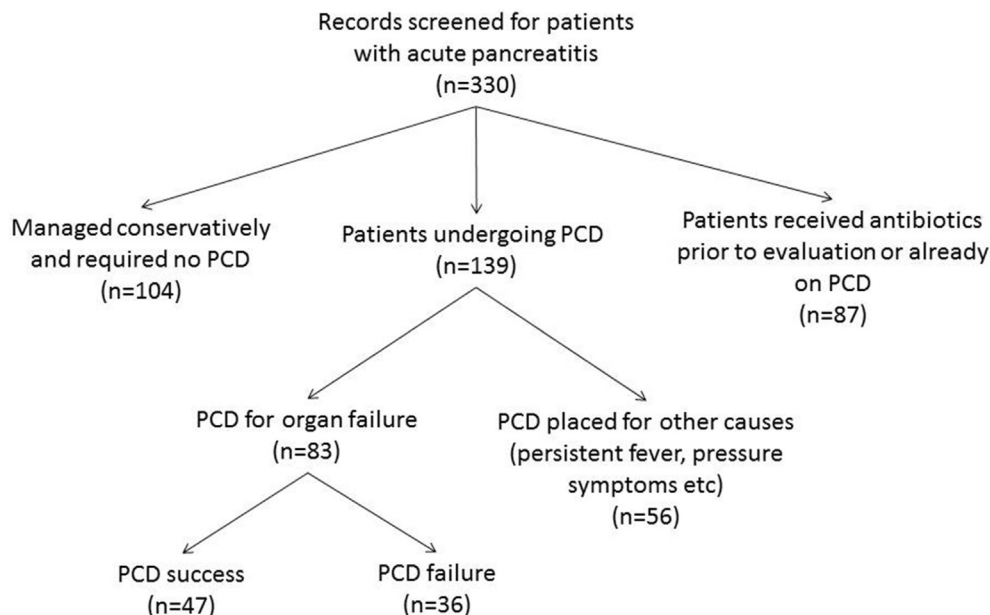 Records screened for patients
with acute pancreatitis
(n=330)
Managed conservatively
and required no PCD
(n=104)
Patients undergoing PCD
(n=139)
Patients received antibiotics
prior to evaluation or already
on PCD
(n=87)
PCD for organ failure
(n=83)
PCD placed for other causes
(persistent fever, pressure
symptoms etc)
(n=56)
PCD success
(n=47)
PCD failure
(n=36)